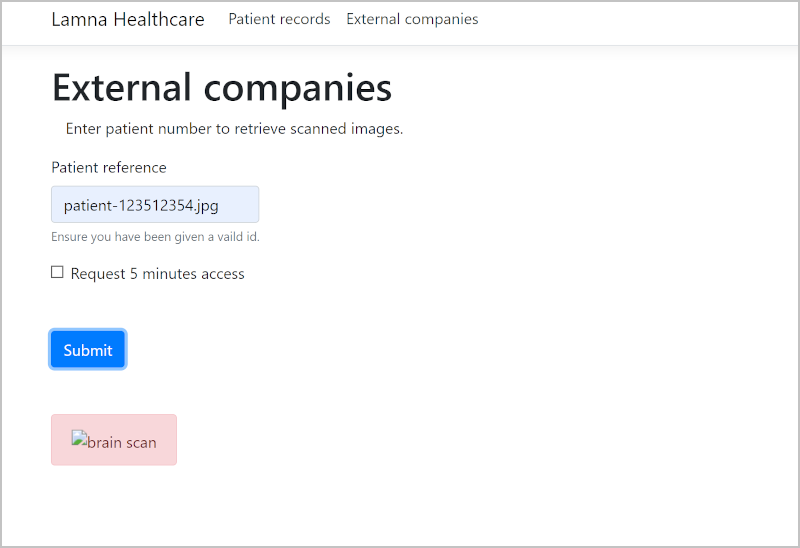 Lamna Healthcare Patient records External companies
External companies
Enter patient number to retrieve scanned images.
Patient reference
patient-123512354.jpg
Ensure you have been given a vaild id.
Request 5 minutes access
Submit
brain scan